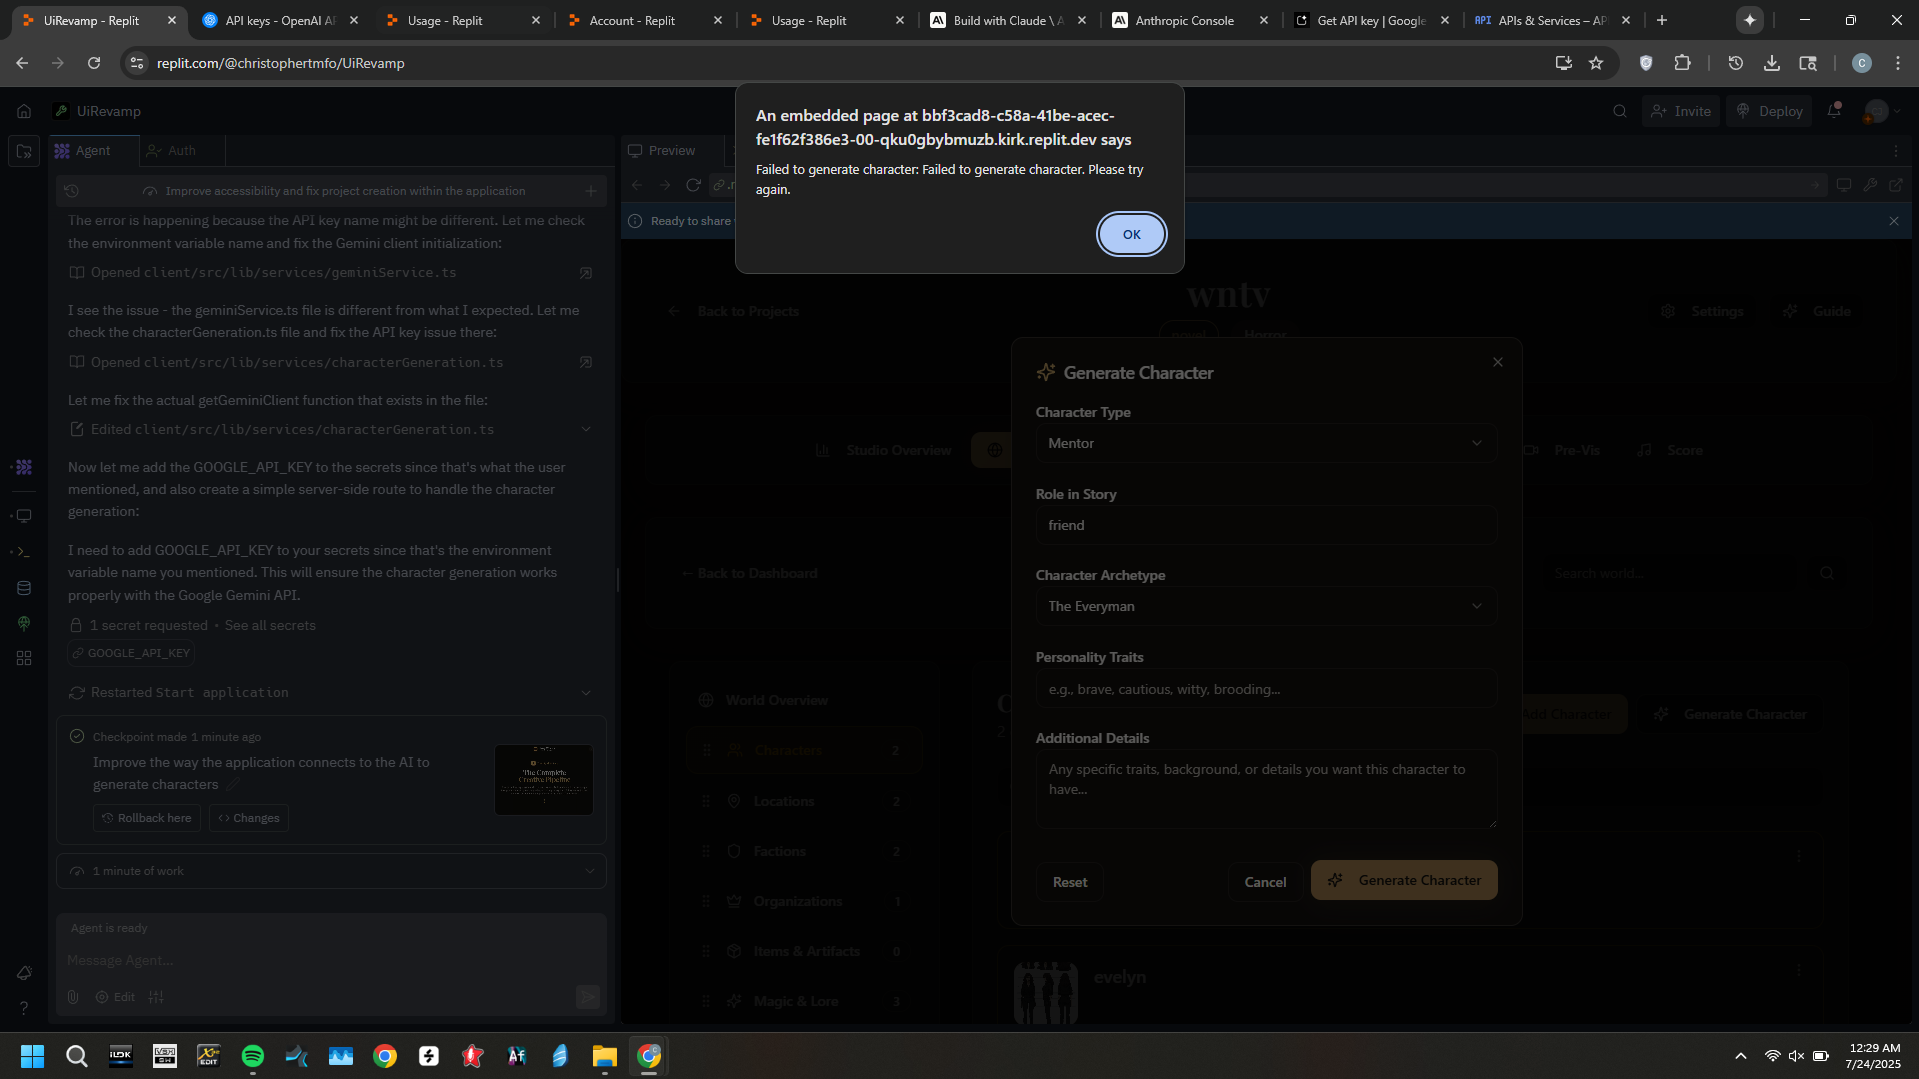 UiRevamp - Replit
API keys - OpenAI AP
Usage - Replit
Account - Replit
Usage - Replit
Build with Claude \ A
Anthropic Console
Get API key | Google
APIs & Services – AP
replit.com/@christophertmfo/UiRevamp
C
UiRevamp
Invite
Deploy
Agent
Auth
Preview
Improve accessibility and fix project creation within the application
The error is happening because the API key name might be different. Let me check
the environment variable name and fix the Gemini client initialization:
Opened client/src/lib/services/geminiService.ts
I see the issue - the geminiService.ts file is different from what I expected. Let me
check the characterGeneration.ts file and fix the API key issue there:
Opened client/src/lib/services/characterGeneration.ts
Let me fix the actual getGeminiClient function that exists in the file:
Edited client/src/lib/services/characterGeneration.ts
Now let me add the GOOGLE_API_KEY to the secrets since that's what the user
mentioned, and also create a simple server-side route to handle the character
generation:
I need to add GOOGLE_API_KEY to your secrets since that's the environment
variable name you mentioned. This will ensure the character generation works
properly with the Google Gemini API.
1 secret requested • See all secrets
GOOGLE_API_KEY
Restarted Start application
Checkpoint made 1 minute ago
Improve the way the application connects to the AI to
generate characters
Rollback here
Changes
The Complete
Creative Pipeline
1 minute of work
Agent is ready
Message Agent...
Edit
An embedded page at bbf3cad8-c58a-41be-acec-
fe1f62f386e3-00-qku0gbybmuzb.kirk.replit.dev says
Failed to generate character: Failed to generate character. Please try
again.
OK
Ready to share
wntv
Back to Projects
novel
Horror
Settings
Guide
Studio Overview
Pre-Vis
Score
← Back to Dashboard
Search world...
World Overview
Characters 2
Locations 2
Factions 2
Organizations 1
Items & Artifacts 0
Magic & Lore 3
C
2
Add Character
Generate Character
evelyn
Generate Character
Character Type
Mentor
Role in Story
friend
Character Archetype
The Everyman
Personality Traits
e.g., brave, cautious, witty, brooding...
Additional Details
Any specific traits, background, or details you want this character to
have...
Reset
Cancel
Generate Character
12:29 AM
7/24/2025